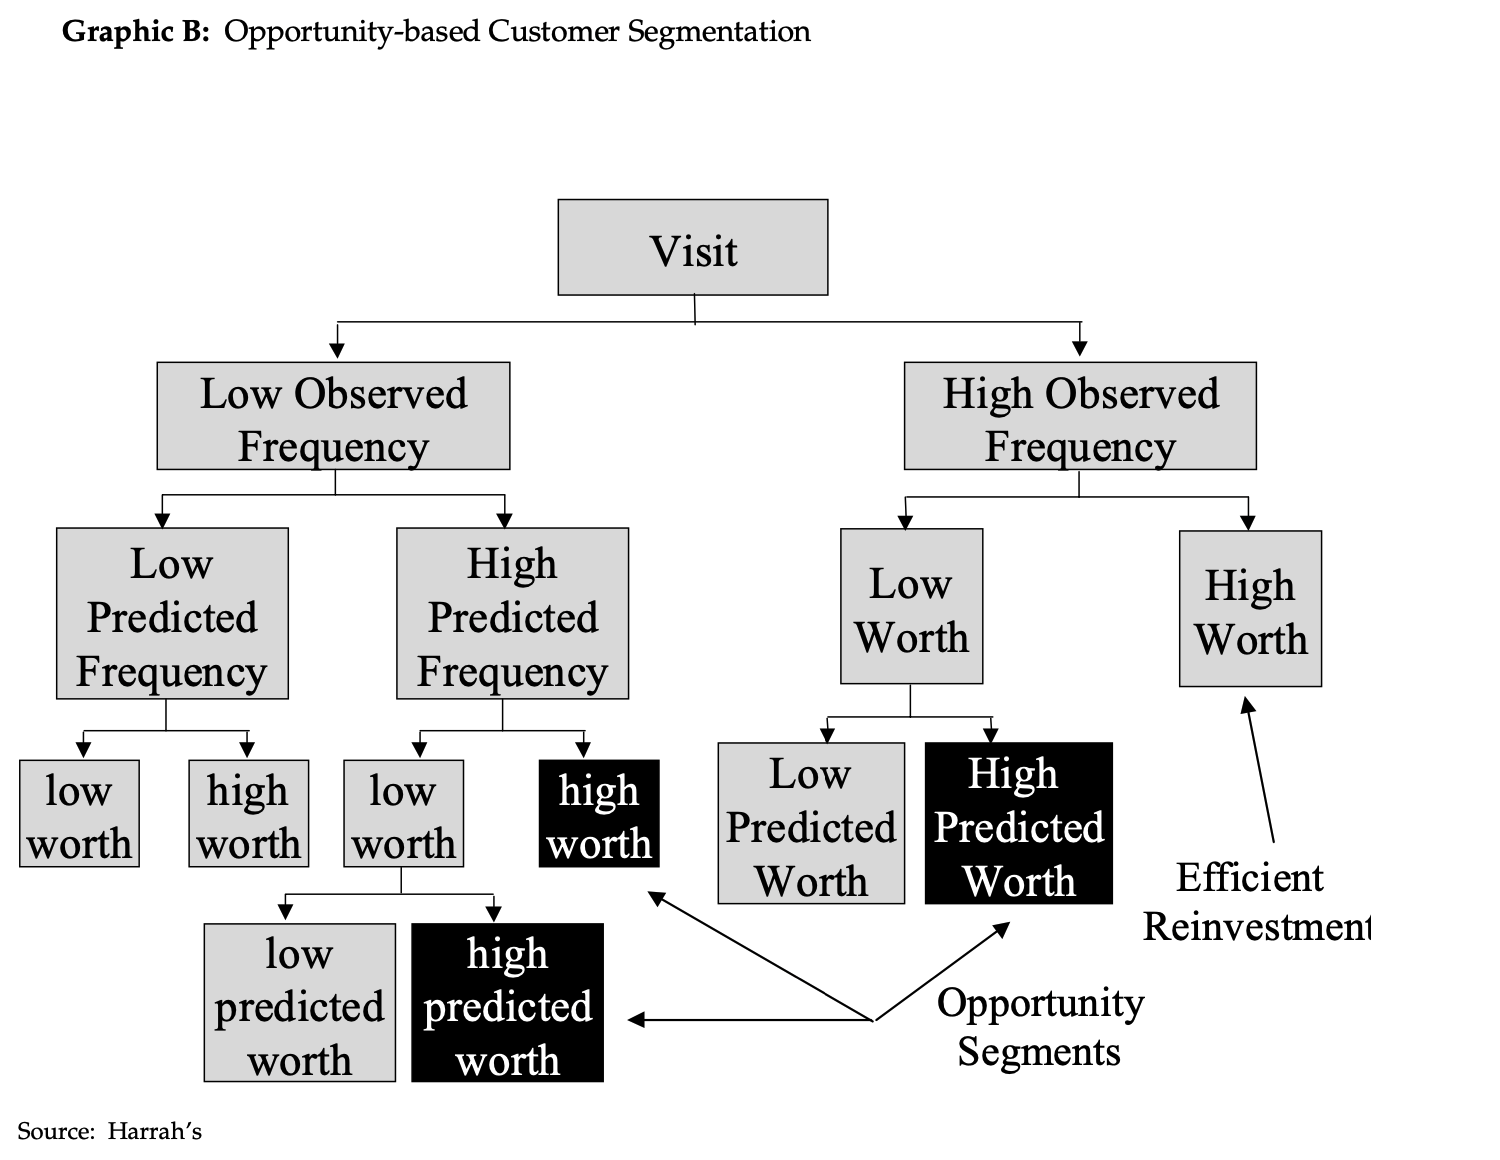 Graphic B: Opportunity-based Customer Segmentation
Visit
Low Observed
Frequency
High Observed
Frequency
Low
Predicted
Frequency
High
Predicted
Frequency
Low
Worth
High
Worth
low
worth
high
worth
low
worth
high
worth
Low
Predicted
Worth
High
Predicted
Worth
Efficient
Reinvestment
low
predicted
worth
high
predicted
worth
Opportunity
Segments
Source: Harrah's